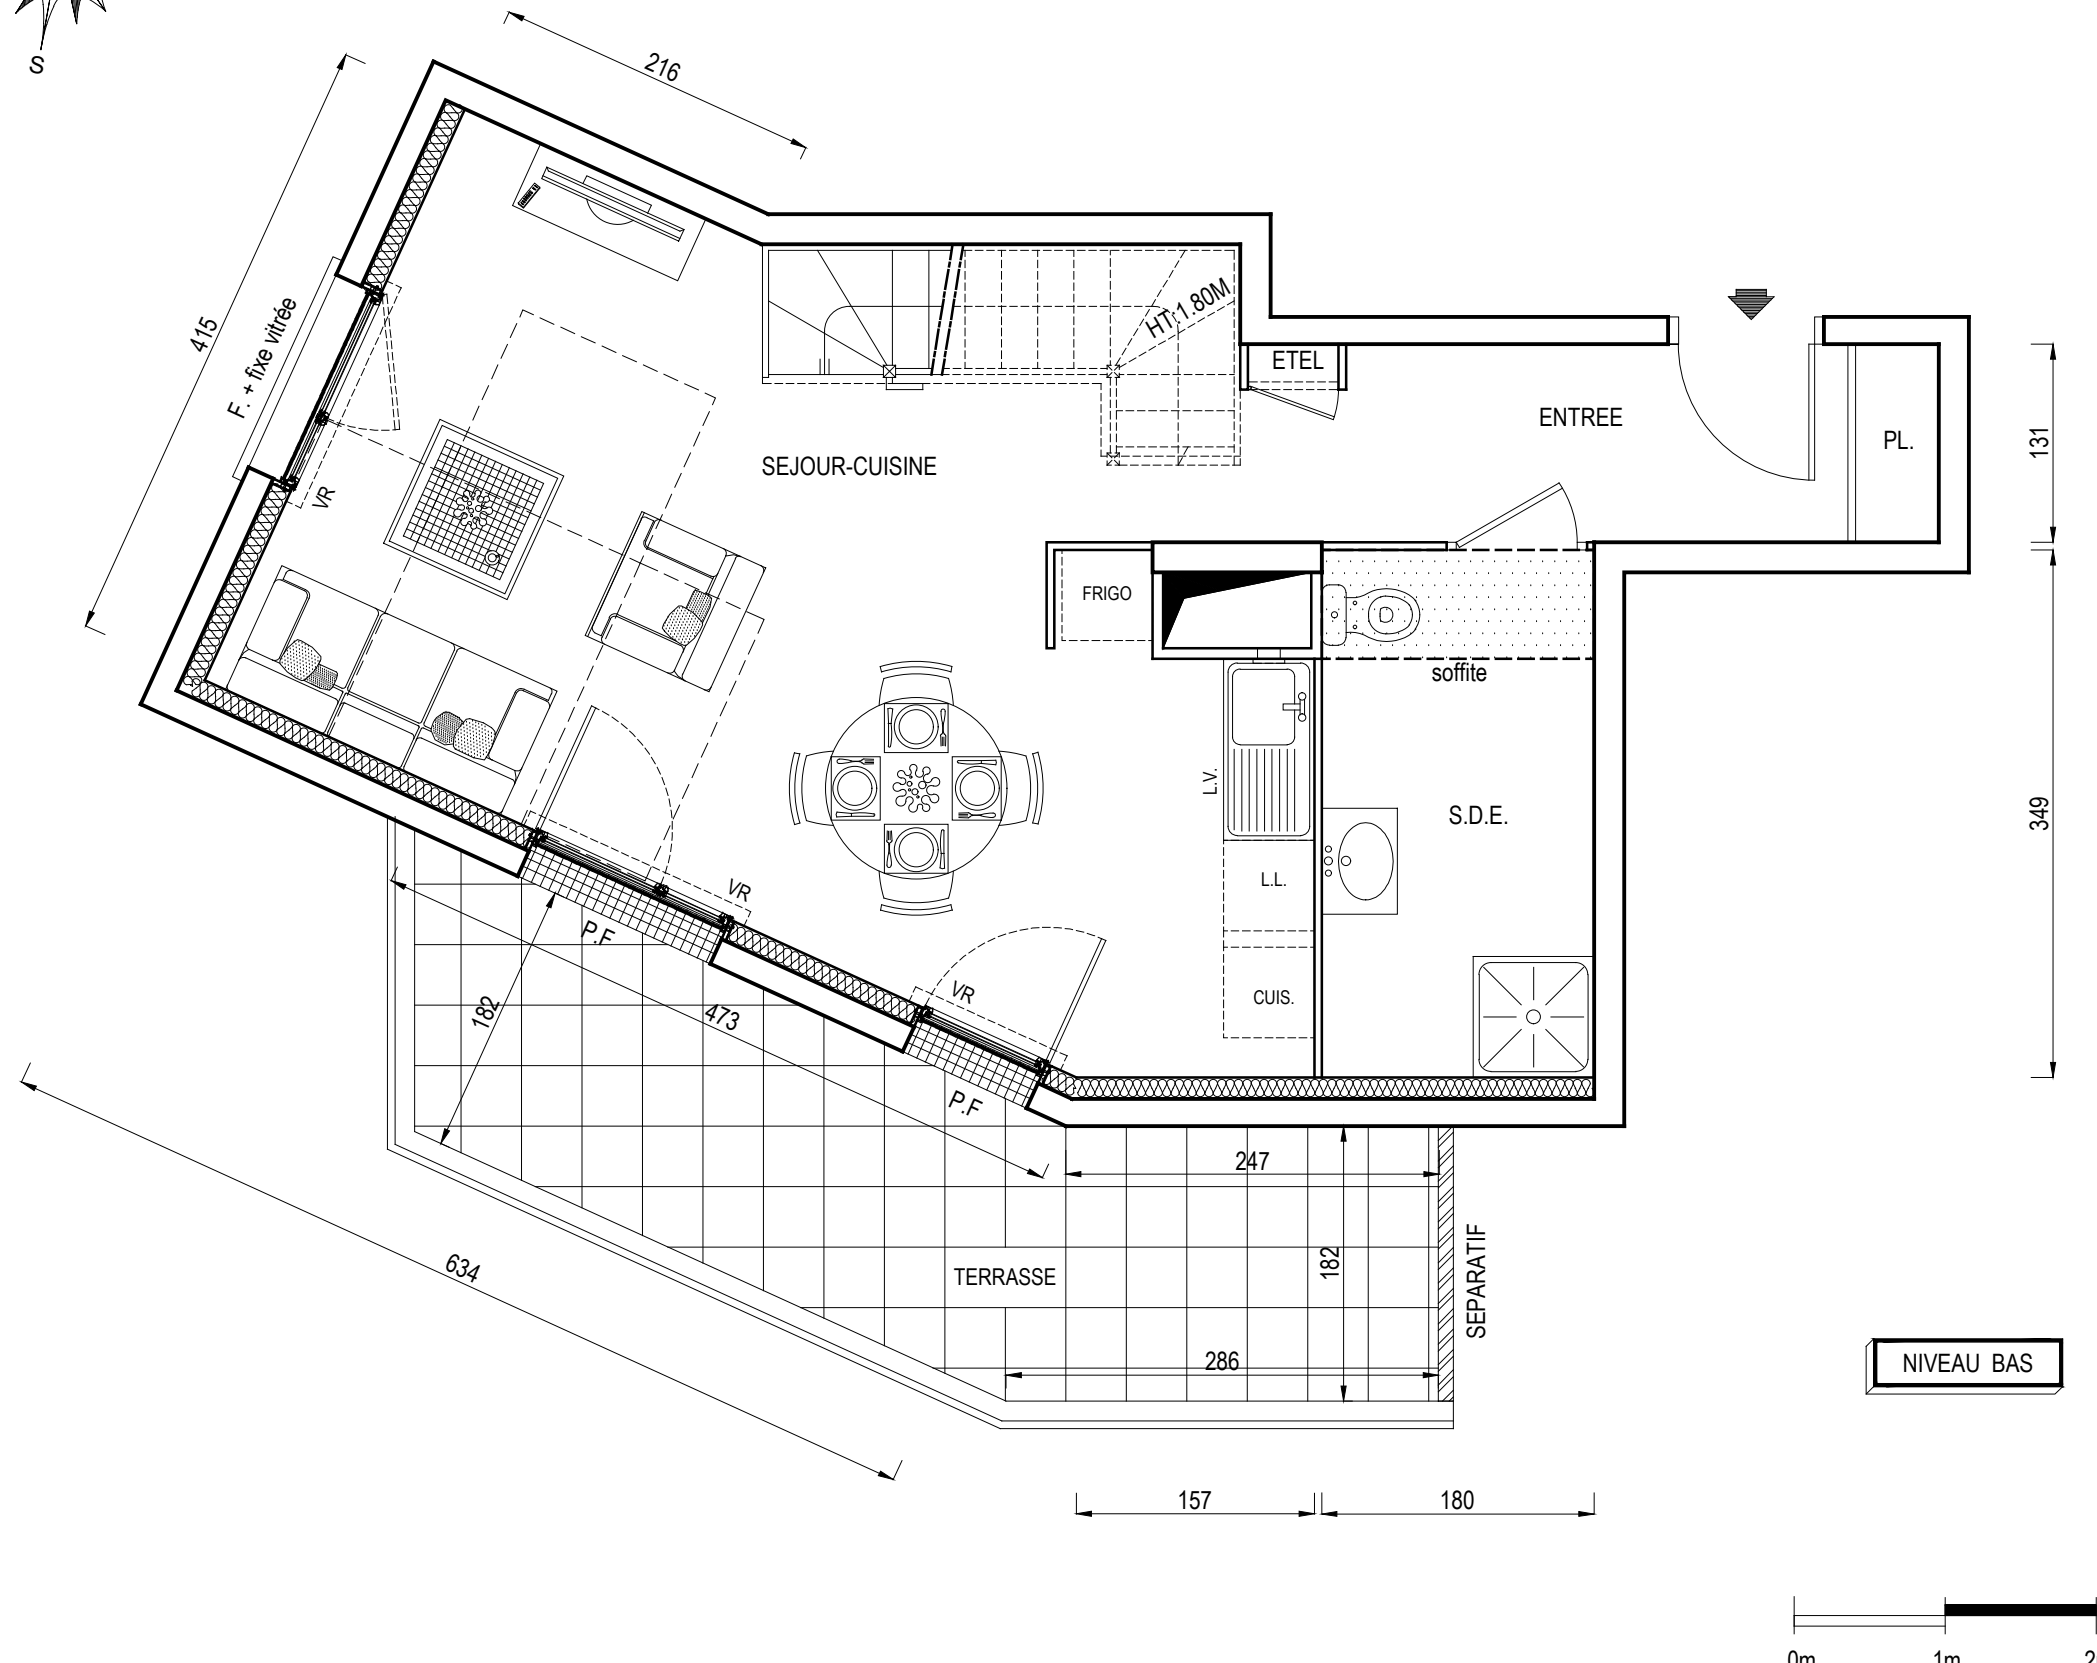 S
216
415
F. + fixe vitrée
VR
HT:1.80M
ETEL
ENTREE
PL.
131
SEJOUR-CUISINE
FRIGO
soffite
L.V.
S.D.E.
349
L.L.
CUIS.
VR
P.F
182
473
VR
P.F
247
634
TERRASSE
182
SEPARATIF
286
NIVEAU BAS
157
180
0m
1m
2